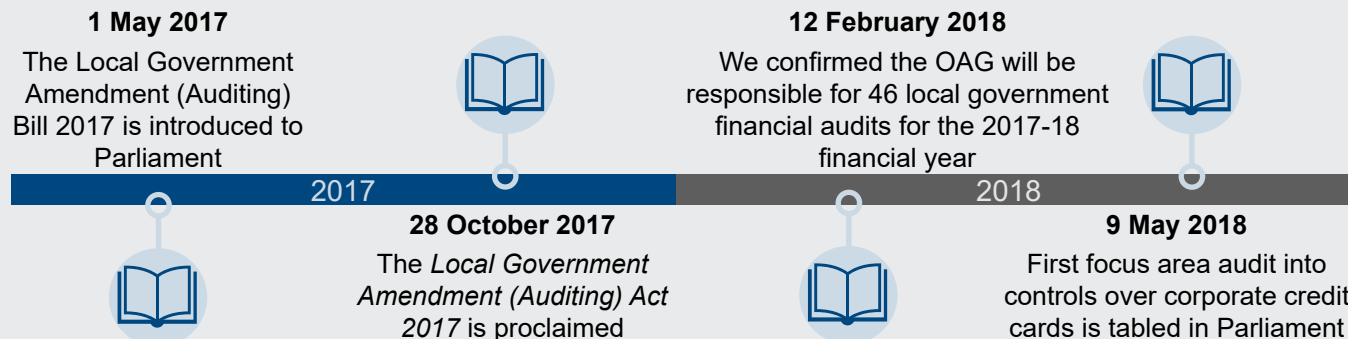 1 May 2017
The Local Government
Amendment (Auditing)
Bill 2017 is introduced to
Parliament
12 February 2018
We confirmed the OAG will be
responsible for 46 local government
financial audits for the 2017-18
financial year
2017
2018
28 October 2017
The Local Government
Amendment (Auditing) Act
2017 is proclaimed
9 May 2018
First focus area audit into
controls over corporate credit
cards is tabled in Parliament